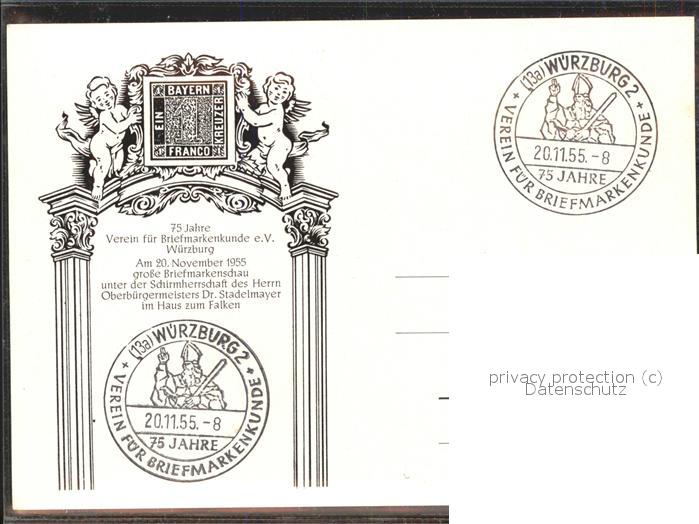 BAYERN
EIN
1
KREUZER
FRANCO
75 Jahre
Verein für Briefmarkenkunde e.V.
Würzburg
Am 20. November 1955
große Briefmarkenschau
unter der Schirmherrschaft des Herrn
Oberbürgermeisters Dr. Stadelmayer
im Haus zum Falken
(13a) WÜRZBURG 2
20.11.55.-8
75 JAHRE
+ VEREIN FÜR BRIEFMARKENKUNDE +
(13a) WÜRZBURG 2
20.11.55.-8
75 JAHRE
+ VEREIN FÜR BRIEFMARKENKUNDE +
privacy protection (c)
Datenschutz